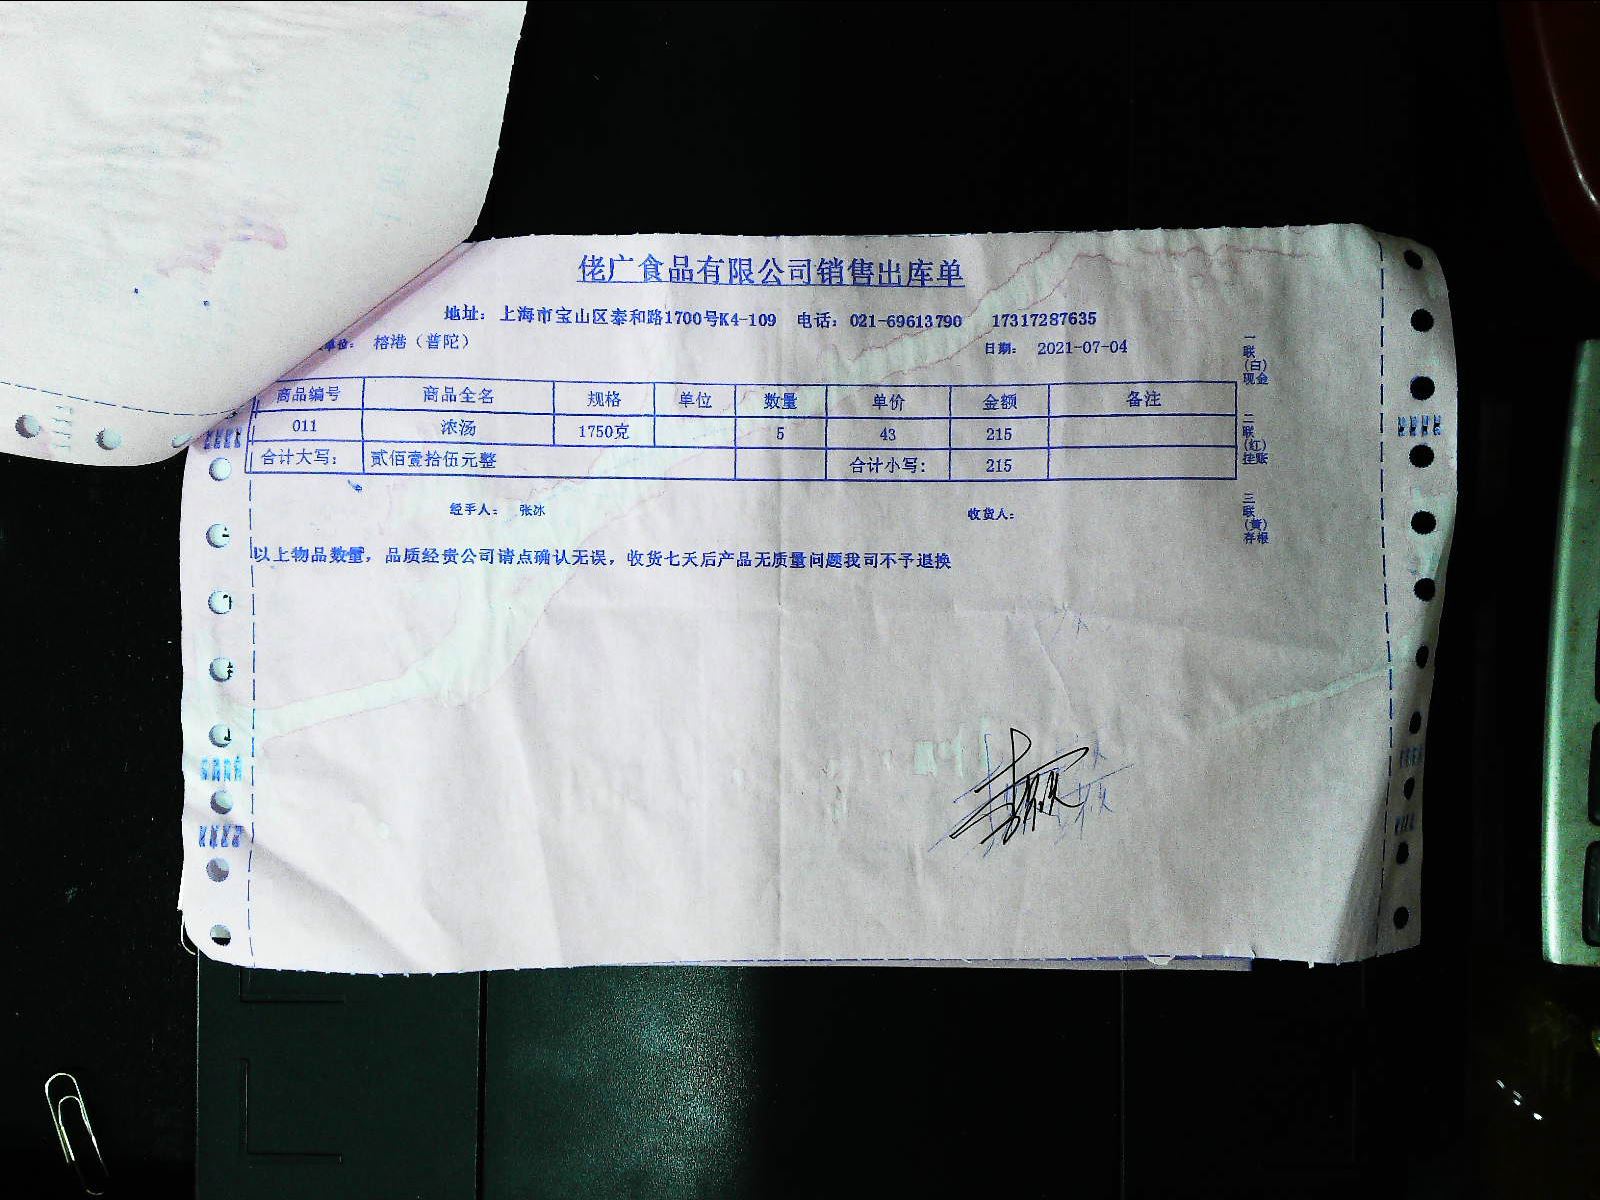 佬广食品有限公司销售出库单
地址：上海市宝山区泰和路1700号K4-109 电话：021-69613790 17317287635
单位： 榕港（普陀） 日期： 2021-07-04
商品编号 商品全名 规格 单位 数量 单价 金额 备注
011 浓汤 1750克 5 43 215
合计大写： 贰佰壹拾伍元整 合计小写： 215
经手人： 张冰 收货人：
以上物品数量，品质经贵公司请点确认无误，收货七天后产品无质量问题我司不予退换
一联(白)现金
二联(红)挂账
三联(黄)存根